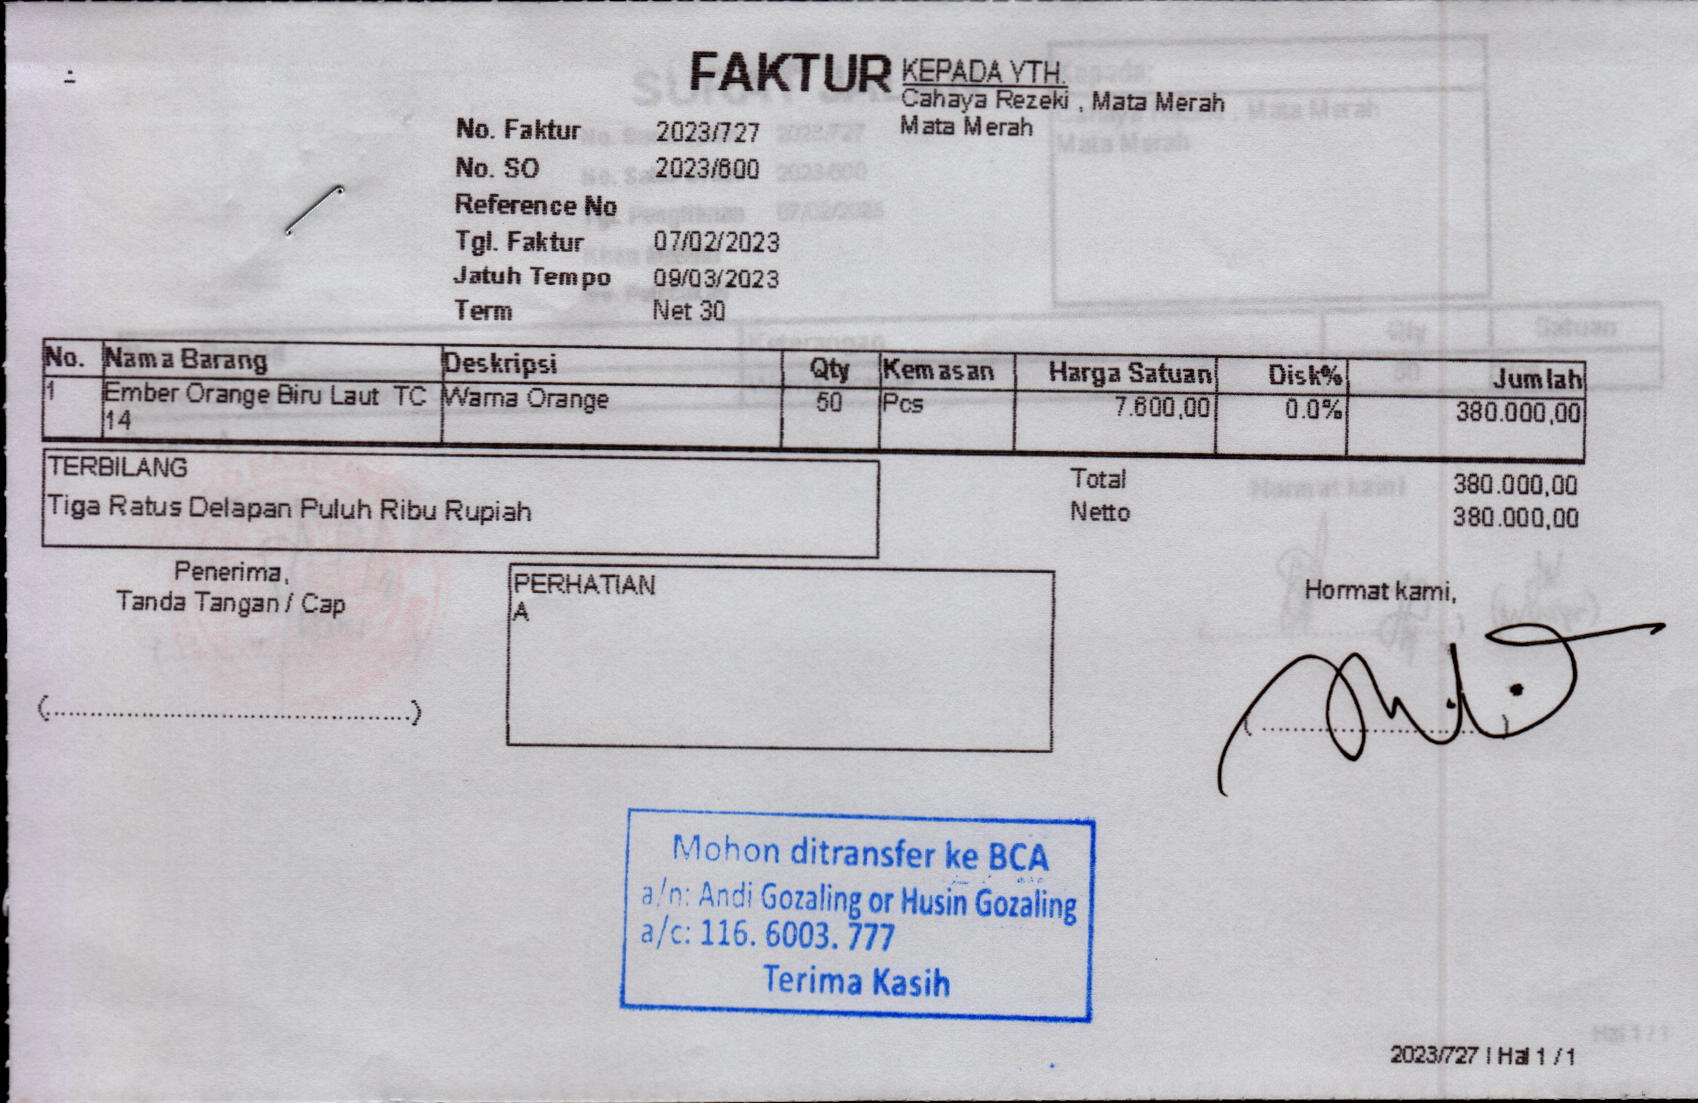 FAKTUR
KEPADA YTH.
Cahaya Rezeki , Mata Merah
Mata Merah
No. Faktur 2023/727
No. SO 2023/600
Reference No
Tgl. Faktur 07/02/2023
Jatuh Tempo 09/03/2023
Term Net 30
No. Nama Barang Deskripsi Qty Kemasan Harga Satuan Disk% Jumlah
1 Ember Orange Biru Laut TC Warna Orange 50 Pcs 7.600,00 0.0% 380.000,00
14
TERBILANG
Tiga Ratus Delapan Puluh Ribu Rupiah
Total 380.000,00
Netto 380.000,00
Penerima,
Tanda Tangan / Cap
(....................................................)
PERHATIAN
A
Hormat kami,
Mohon ditransfer ke BCA
a/n: Andi Gozaling or Husin Gozaling
a/c: 116. 6003. 777
Terima Kasih
2023/727 | Hal 1 / 1